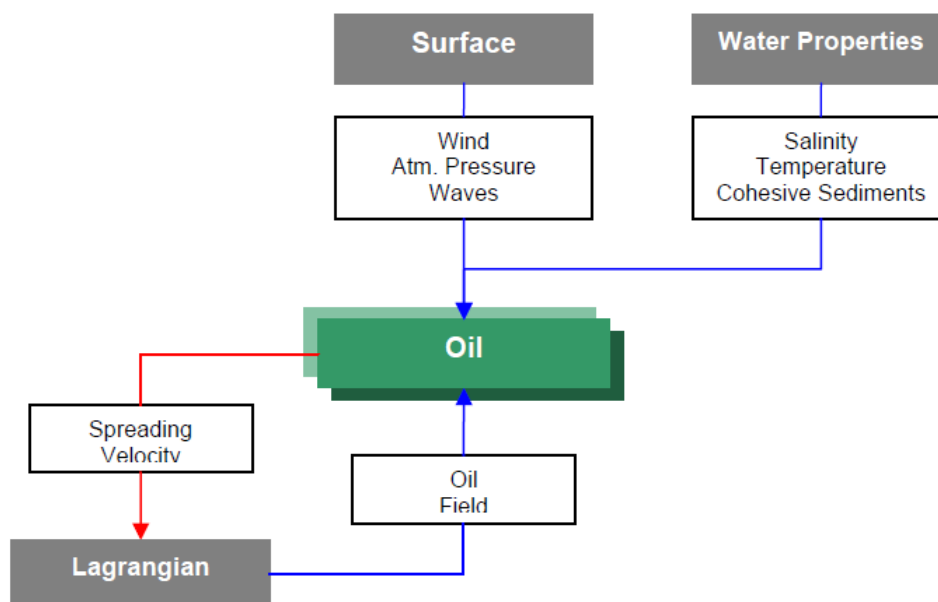 Surface
Water Properties
Wind
Atm. Pressure
Waves
Salinity
Temperature
Cohesive Sediments
Oil
Spreading
Velocity
Oil
Field
Lagrangian